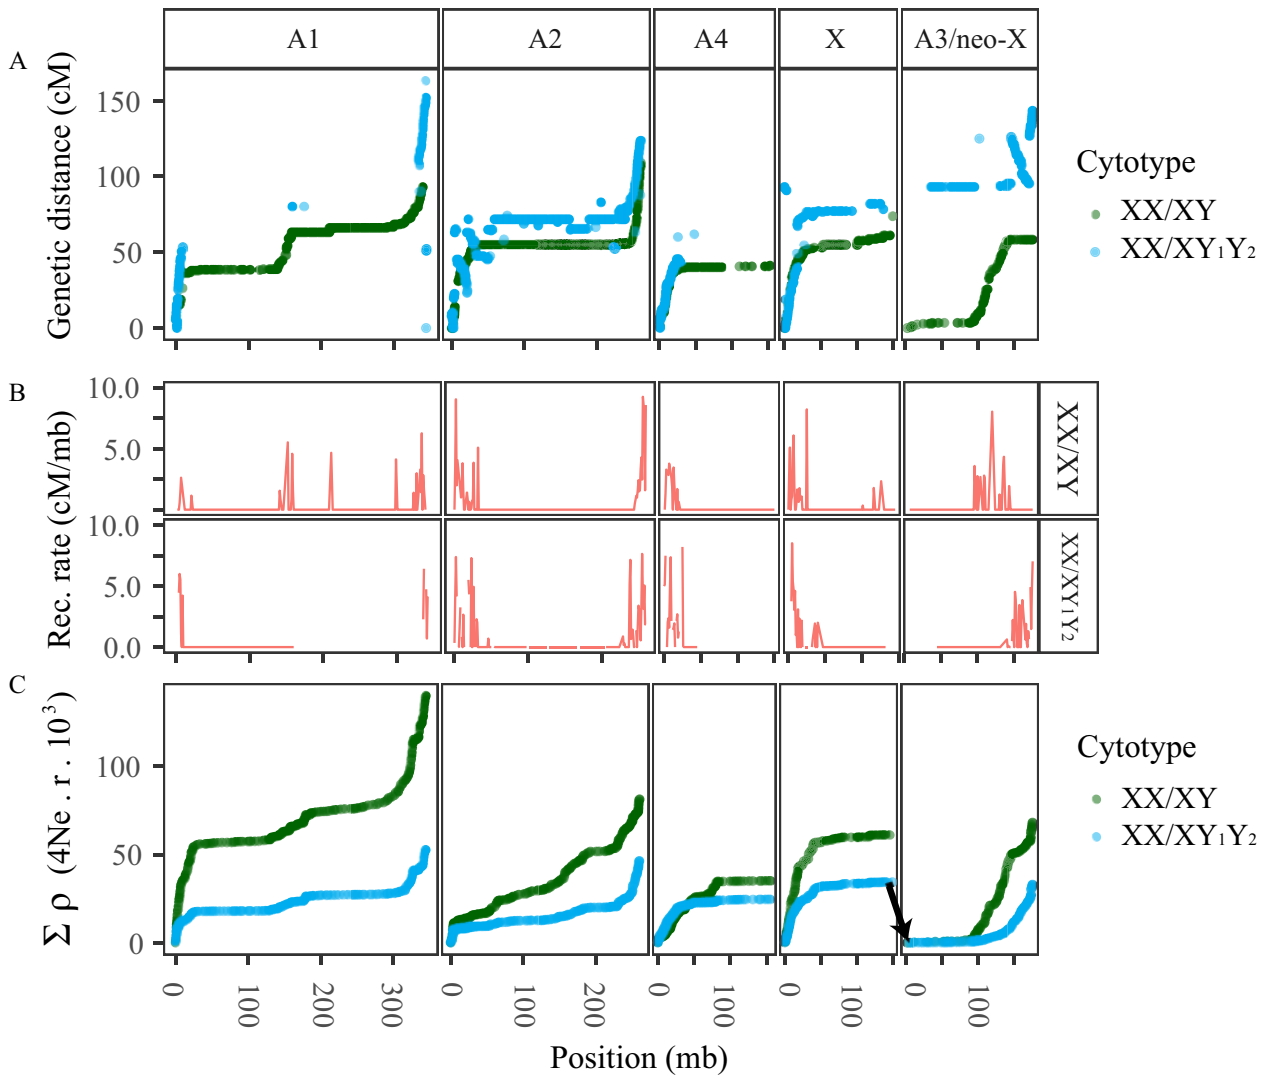 A1 A2 A4 X A3/neo-X
A
Genetic distance (cM)
150
100
50
0
Cytotype
XX/XY
XX/XY₁Y₂
B
Rec. rate (cM/mb)
10.0
5.0
0.0
XX/XY
10.0
5.0
0.0
XX/XY₁Y₂
C
Σ ρ (4Ne . r . 10³)
100
50
0
Cytotype
XX/XY
XX/XY₁Y₂
0 100 200 300 0 100 200 0 0 100 0 100
Position (mb)